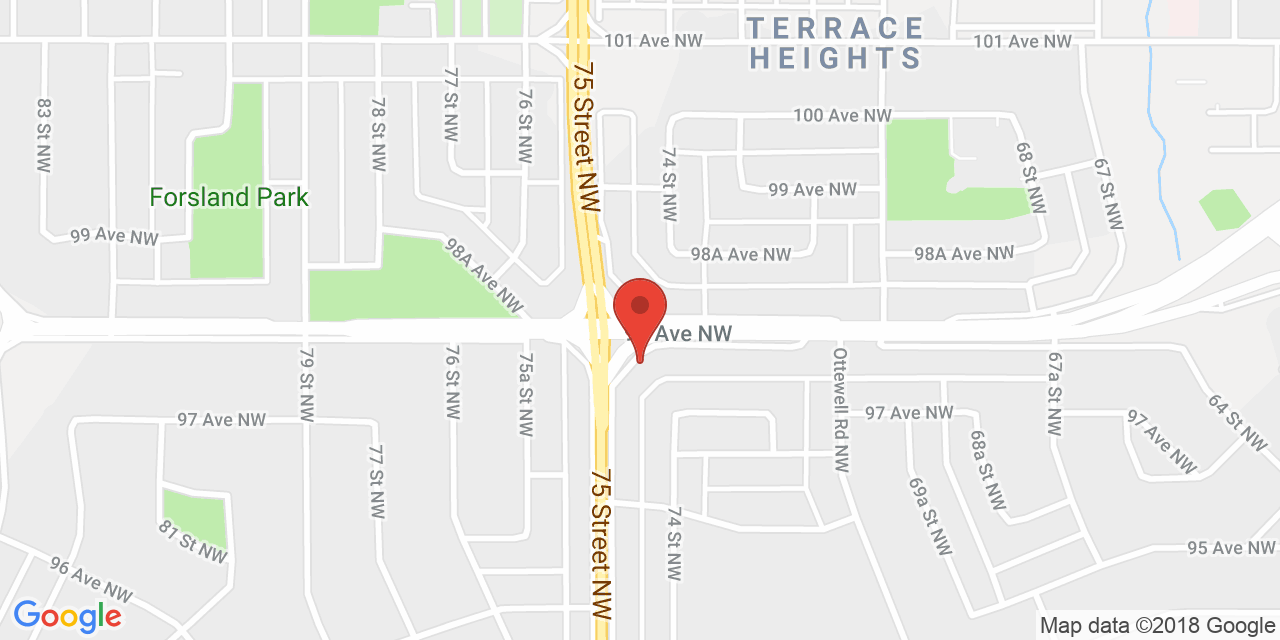 TERRACE
HEIGHTS
101 Ave NW
101 Ave NW
75 Street NW
77 St NW
76 St NW
78 St NW
83 St NW
100 Ave NW
74 St NW
68 St NW
67 St NW
99 Ave NW
Forsland Park
99 Ave NW
98A Ave NW
98A Ave NW
98A Ave NW
Ave NW
79 St NW
76 St NW
75a St NW
Ottewell Rd NW
67a St NW
64 St NW
97 Ave NW
97 Ave NW
97 Ave NW
77 St NW
68a St NW
69a St NW
75 Street NW
74 St NW
81 St NW
95 Ave NW
96 Ave NW
Google
Map data ©2018 Google